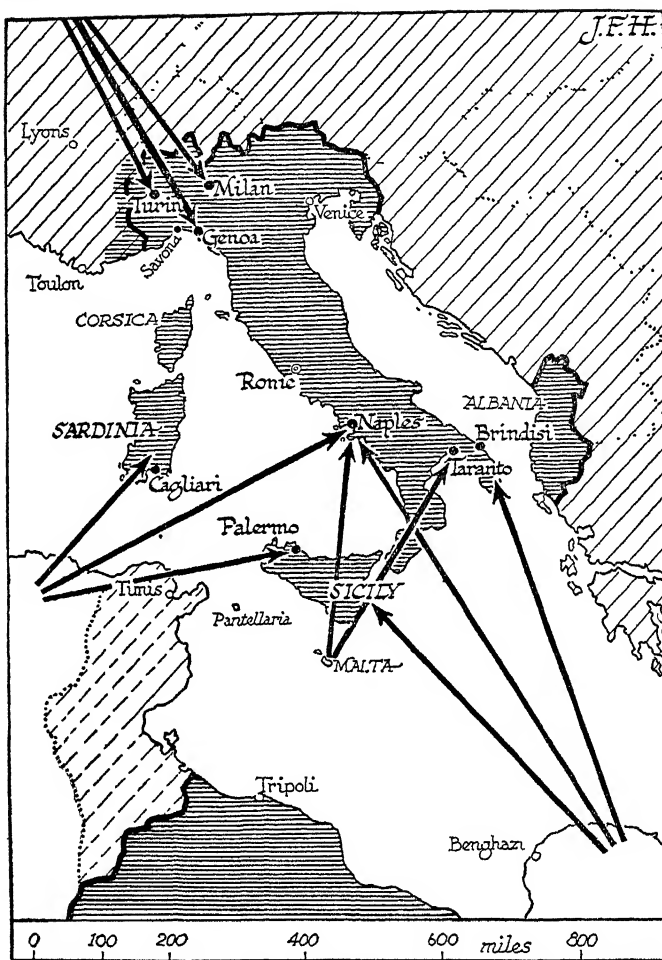 J.F.H.
Lyons
Milan
Turin
Venice
Savona
Genoa
Toulon
CORSICA
Rome
ALBANIA
SARDINIA
Naples
Brindisi
Taranto
Cagliari
Palermo
Tunis
SICILY
Pantellaria
MALTA
Tripoli
Benghazi
0 100 200 400 600 miles 800